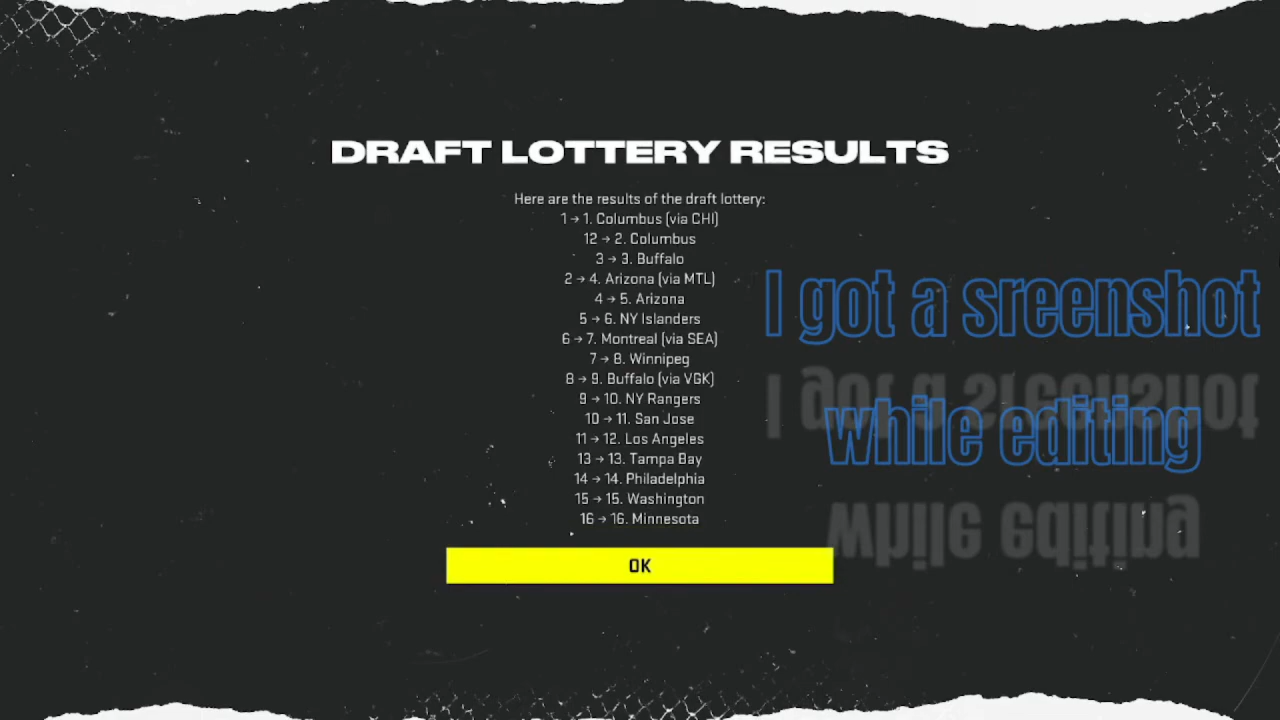 DRAFT LOTTERY RESULTS
Here are the results of the draft lottery:
1 → 1. Columbus (via CHI)
12 → 2. Columbus
3 → 3. Buffalo
2 → 4. Arizona (via MTL)
4 → 5. Arizona
5 → 6. NY Islanders
6 → 7. Montreal (via SEA)
7 → 8. Winnipeg
8 → 9. Buffalo (via VGK)
9 → 10. NY Rangers
10 → 11. San Jose
11 → 12. Los Angeles
13 → 13. Tampa Bay
14 → 14. Philadelphia
15 → 15. Washington
16 → 16. Minnesota
OK
I got a sreenshot
while editing